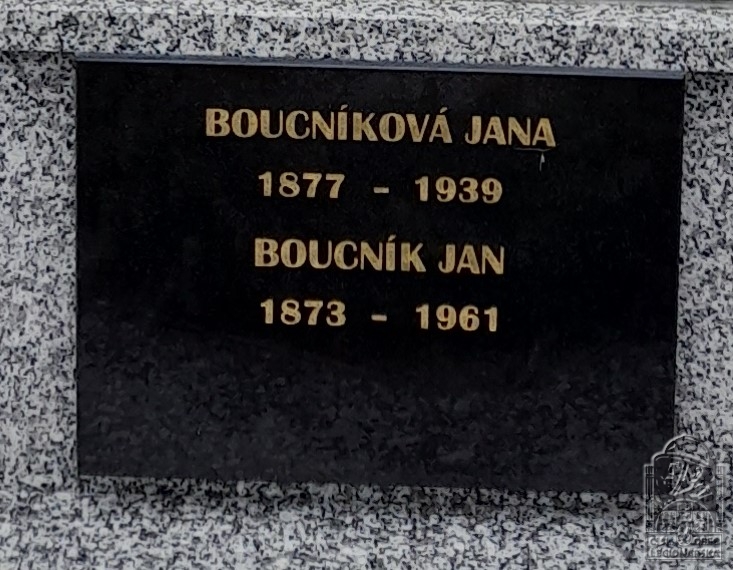 BOUCNÍKOVÁ JANA
1877 - 1939
BOUCNÍK JAN
1873 - 1961